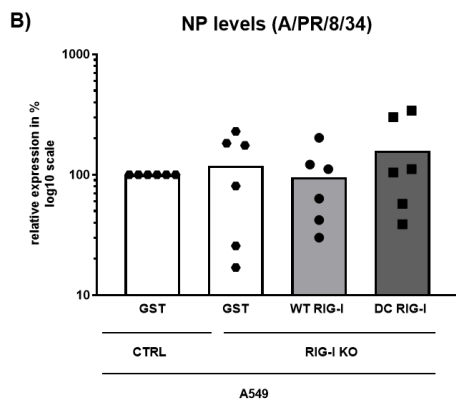 B)
NP levels (A/PR/8/34)
relative expression in %
log10 scale
1000
100
10
GST
GST
WT RIG-I
DC RIG-I
CTRL
RIG-I KO
A549